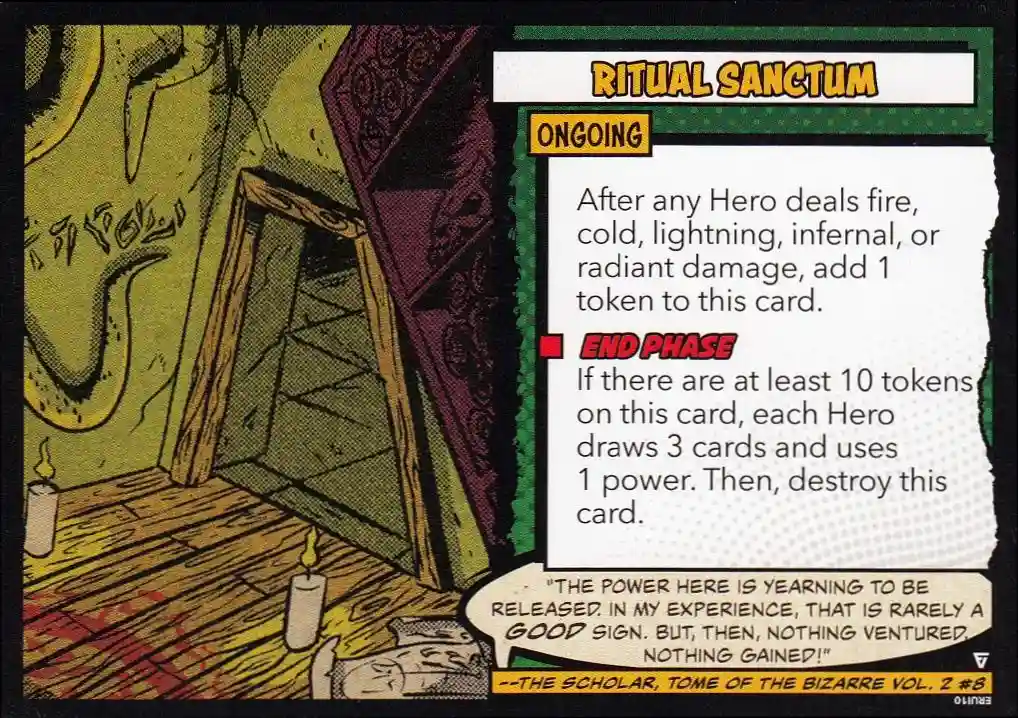 RITUAL SANCTUM
ONGOING
After any Hero deals fire,
cold, lightning, infernal, or
radiant damage, add 1
token to this card.
END PHASE
If there are at least 10 tokens
on this card, each Hero
draws 3 cards and uses
1 power. Then, destroy this
card.
"THE POWER HERE IS YEARNING TO BE
RELEASED. IN MY EXPERIENCE, THAT IS RARELY A
GOOD SIGN. BUT, THEN, NOTHING VENTURED,
NOTHING GAINED!"
--THE SCHOLAR, TOME OF THE BIZARRE VOL. 2 #8
ERUI10